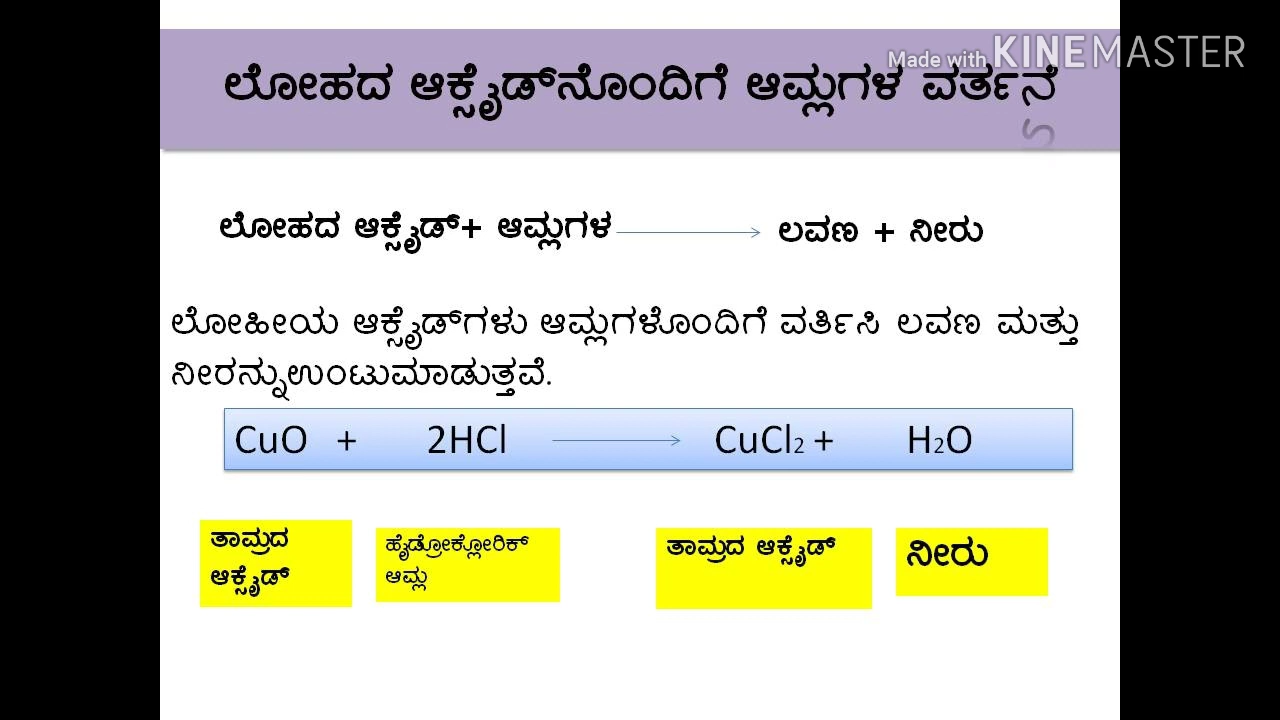 Made with KINEMASTER
ಲೋಹದ ಆಕ್ಸೈಡ್‌ನೊಂದಿಗೆ ಆಮ್ಲಗಳ ವರ್ತನೆ
ಲೋಹದ ಆಕ್ಸೈಡ್+ ಆಮ್ಲಗಳ ಲವಣ + ನೀರು
ಲೋಹೀಯ ಆಕ್ಸೈಡ್‌ಗಳು ಆಮ್ಲಗಳೊಂದಿಗೆ ವರ್ತಿಸಿ ಲವಣ ಮತ್ತು
ನೀರನ್ನುಉಂಟುಮಾಡುತ್ತವೆ.
CuO + 2HCl CuCl2 + H2O
ತಾಮ್ರದ
ಆಕ್ಸೈಡ್
ಹೈಡ್ರೋಕ್ಲೋರಿಕ್
ಆಮ್ಲ
ತಾಮ್ರದ ಆಕ್ಸೈಡ್
ನೀರು